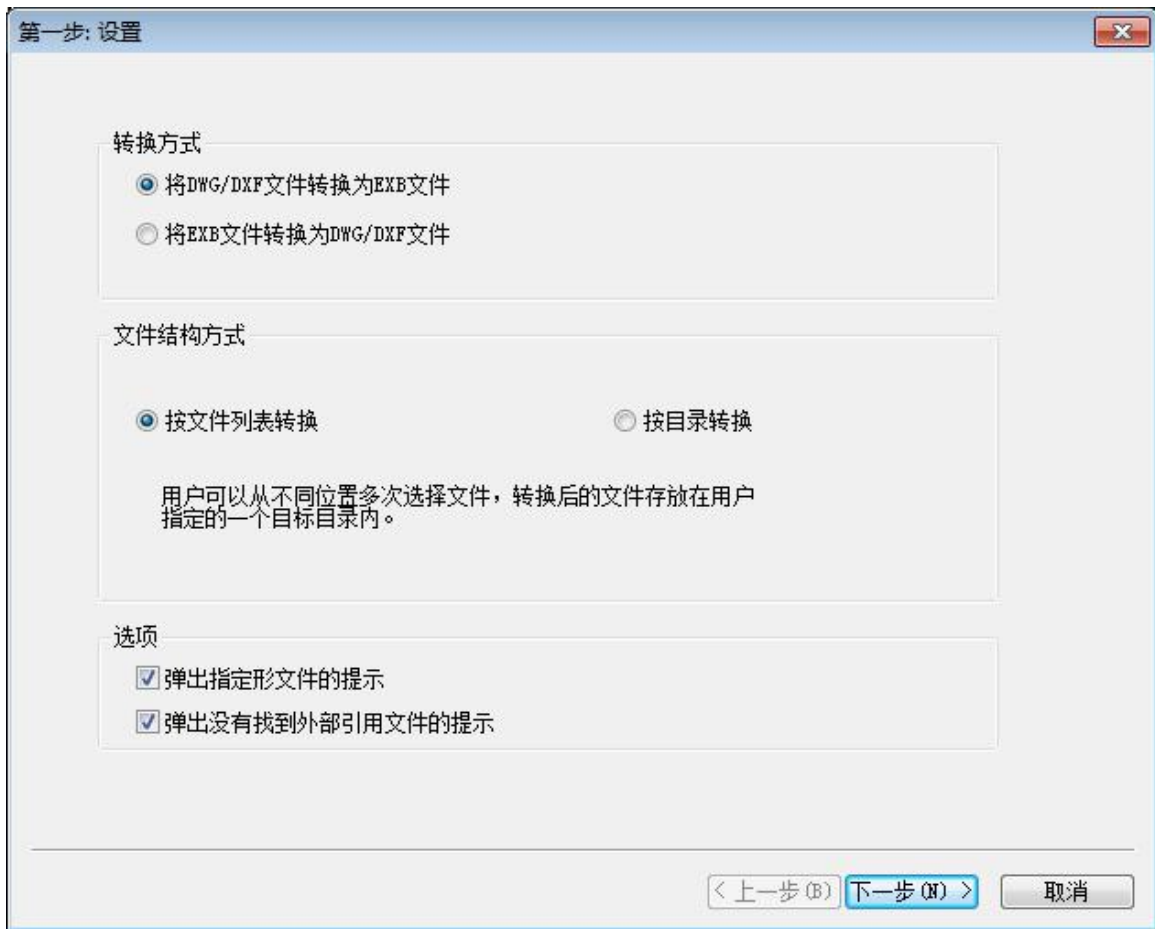 第一步: 设置
转换方式
将DWG/DXF文件转换为EXB文件
将EXB文件转换为DWG/DXF文件
文件结构方式
按文件列表转换 按目录转换
用户可以从不同位置多次选择文件，转换后的文件存放在用户
指定的一个目标目录内。
选项
弹出指定形文件的提示
弹出没有找到外部引用文件的提示
< 上一步(B) 下一步(N) > 取消